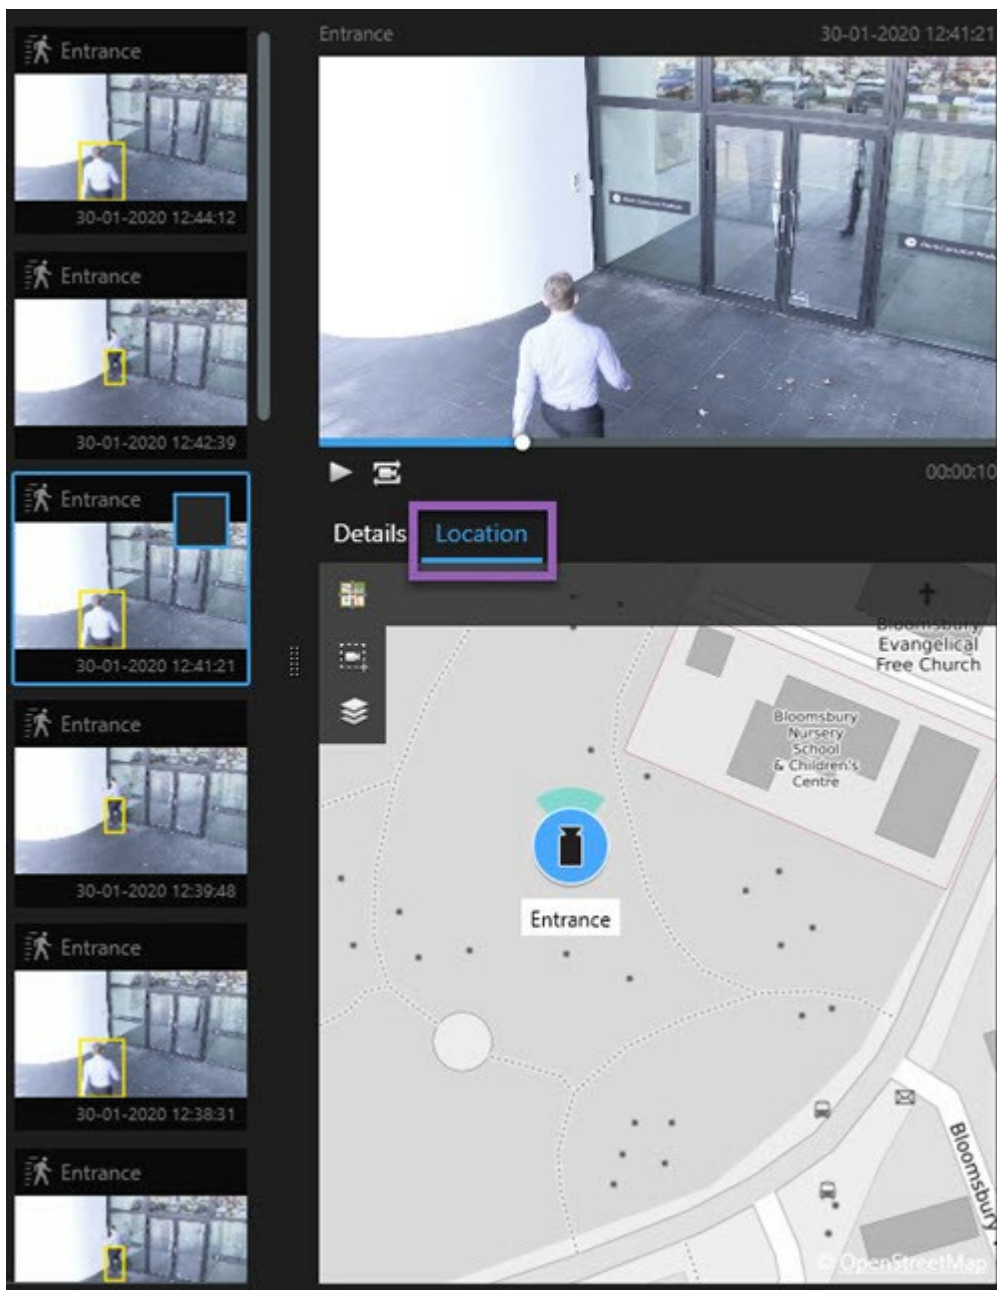 Entrance
30-01-2020 12:44:12
Entrance
30-01-2020 12:42:39
Entrance
30-01-2020 12:41:21
Entrance
30-01-2020 12:39:48
Entrance
30-01-2020 12:38:31
Entrance
Entrance
30-01-2020 12:41:21
00:00:10
Details
Location
Bloomsbury
Evangelical
Free Church
Bloomsbury
Nursery
School
& Children's
Centre
Entrance
Bloomsbury
© OpenStreetMap